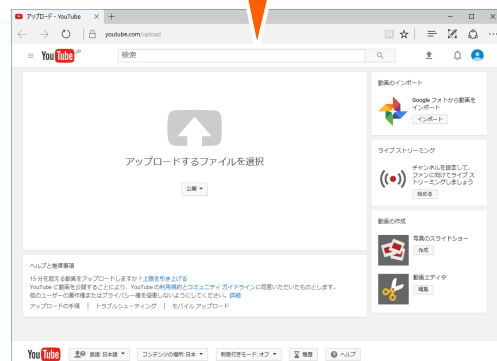 アップロード - YouTube
youtube.com/upload
YouTube JP
検索
アップロードするファイルを選択
公開
動画のインポート
Google フォトから動画を
インポート
インポート
ライブ ストリーミング
チャンネルを設定して、
ファンに向けてライブ ス
トリーミングしましょう
始める
動画の作成
写真のスライドショー
作成
動画エディタ
編集
ヘルプと推奨事項
15 分を超える動画をアップロードしますか？上限を引き上げる
YouTube に動画を公開することにより、YouTube の利用規約とコミュニティ ガイドラインに同意いただいたものとします。
他のユーザーの著作権またはプライバシー権を侵害しないようにしてください。詳細
アップロードの手順 | トラブルシューティング | モバイル アップロード
YouTube
言語: 日本語
コンテンツの場所: 日本
制限付きモード: オフ
履歴
ヘルプ